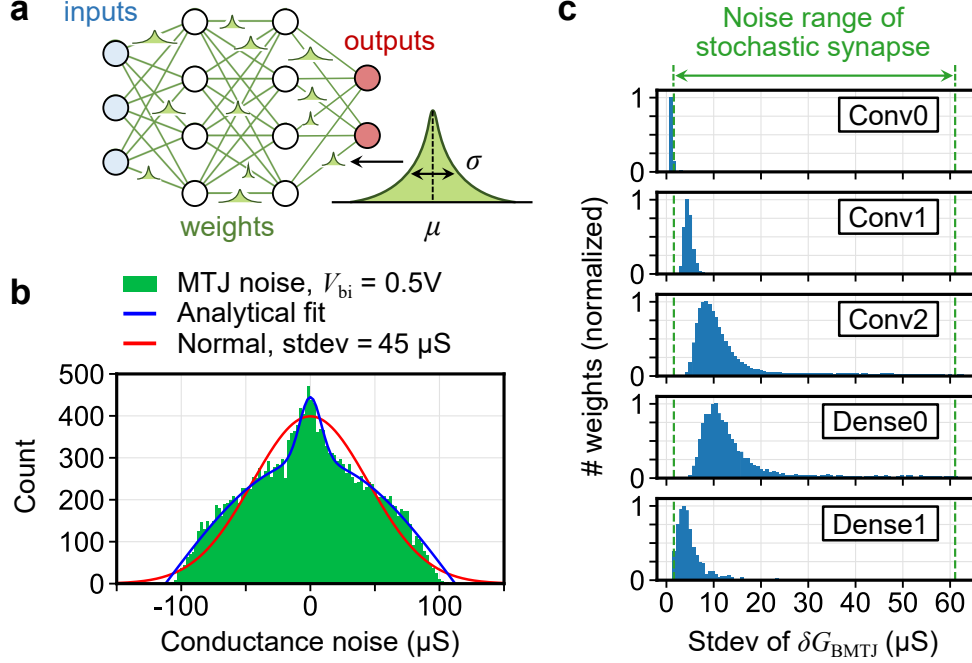 a
inputs
outputs
weights
σ
μ
b
MTJ noise, V_bi = 0.5V
Analytical fit
Normal, stdev = 45 μS
Count
500
400
300
200
100
0
-100 0 100
Conductance noise (μS)
c
Noise range of
stochastic synapse
# weights (normalized)
1
0
Conv0
1
0
Conv1
1
0
Conv2
1
0
Dense0
1
0
Dense1
0 10 20 30 40 50 60
Stdev of δG_BMTJ (μS)